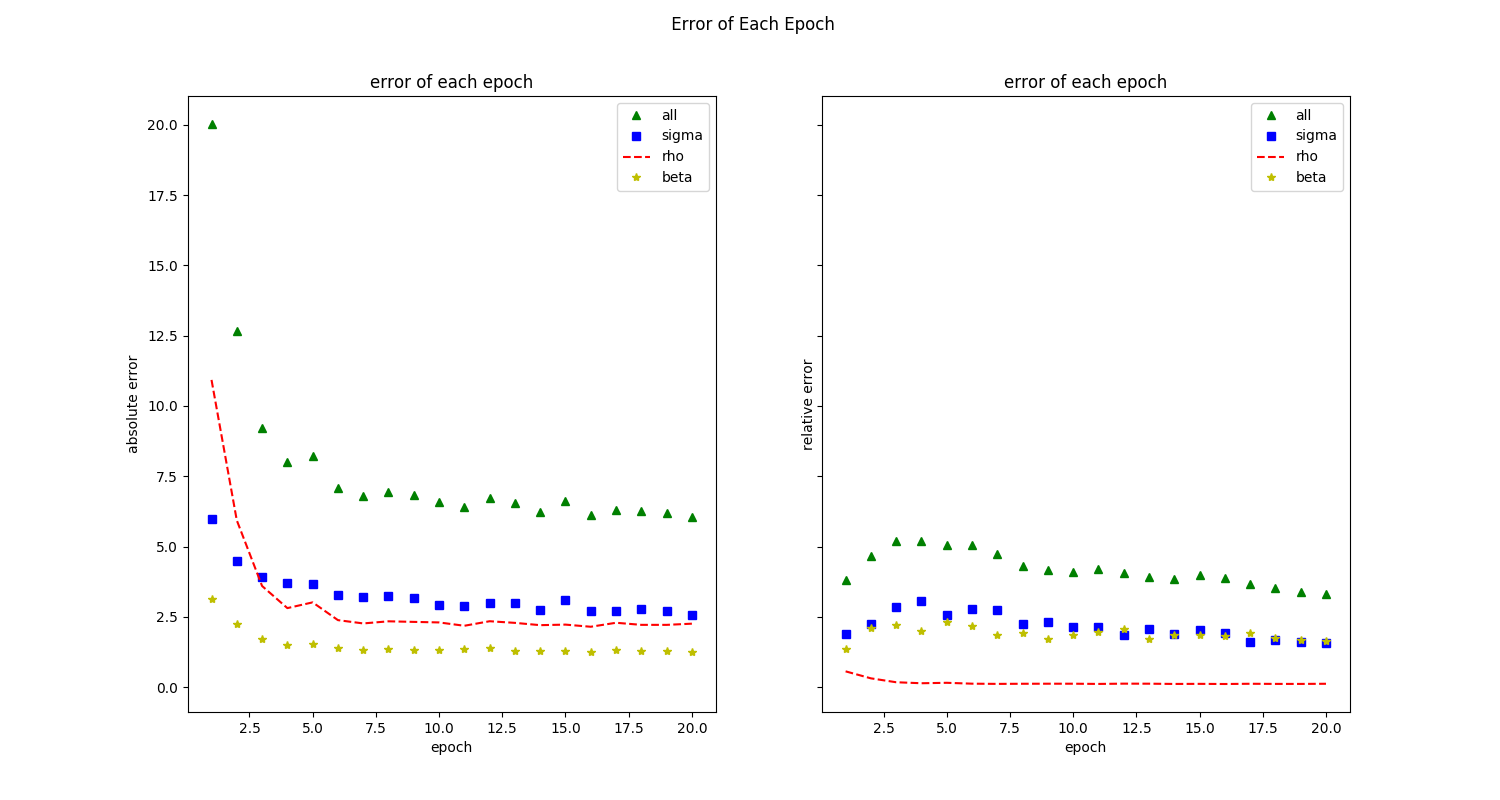 Error of Each Epoch
error of each epoch
absolute error
20.0
17.5
15.0
12.5
10.0
7.5
5.0
2.5
0.0
all
sigma
rho
beta
2.5 5.0 7.5 10.0 12.5 15.0 17.5 20.0
epoch
error of each epoch
relative error
all
sigma
rho
beta
2.5 5.0 7.5 10.0 12.5 15.0 17.5 20.0
epoch